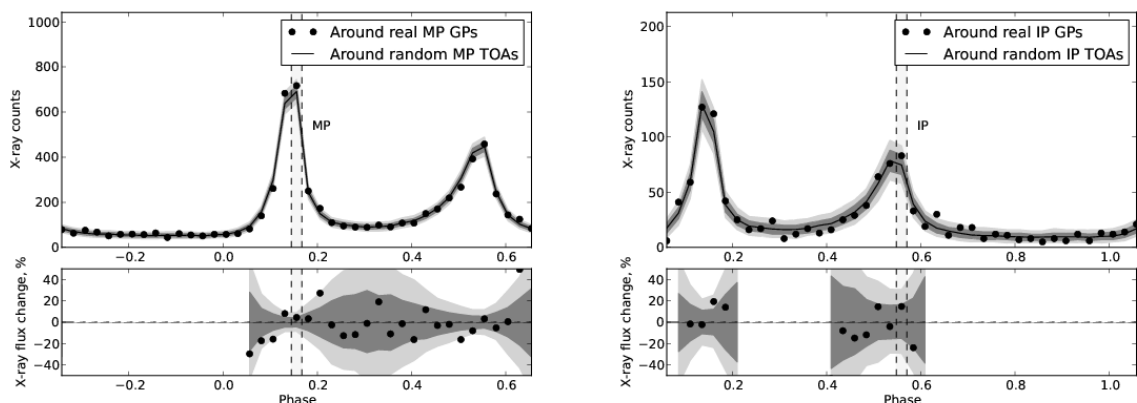 1000
800
600
400
200
0
X-ray counts
Around real MP GPs
Around random MP TOAs
MP
40
20
0
−20
−40
X-ray flux change, %
−0.2
0.0
0.2
0.4
0.6
Phase
200
150
100
50
0
X-ray counts
Around real IP GPs
Around random IP TOAs
IP
40
20
0
−20
−40
X-ray flux change, %
0.2
0.4
0.6
0.8
1.0
Phase